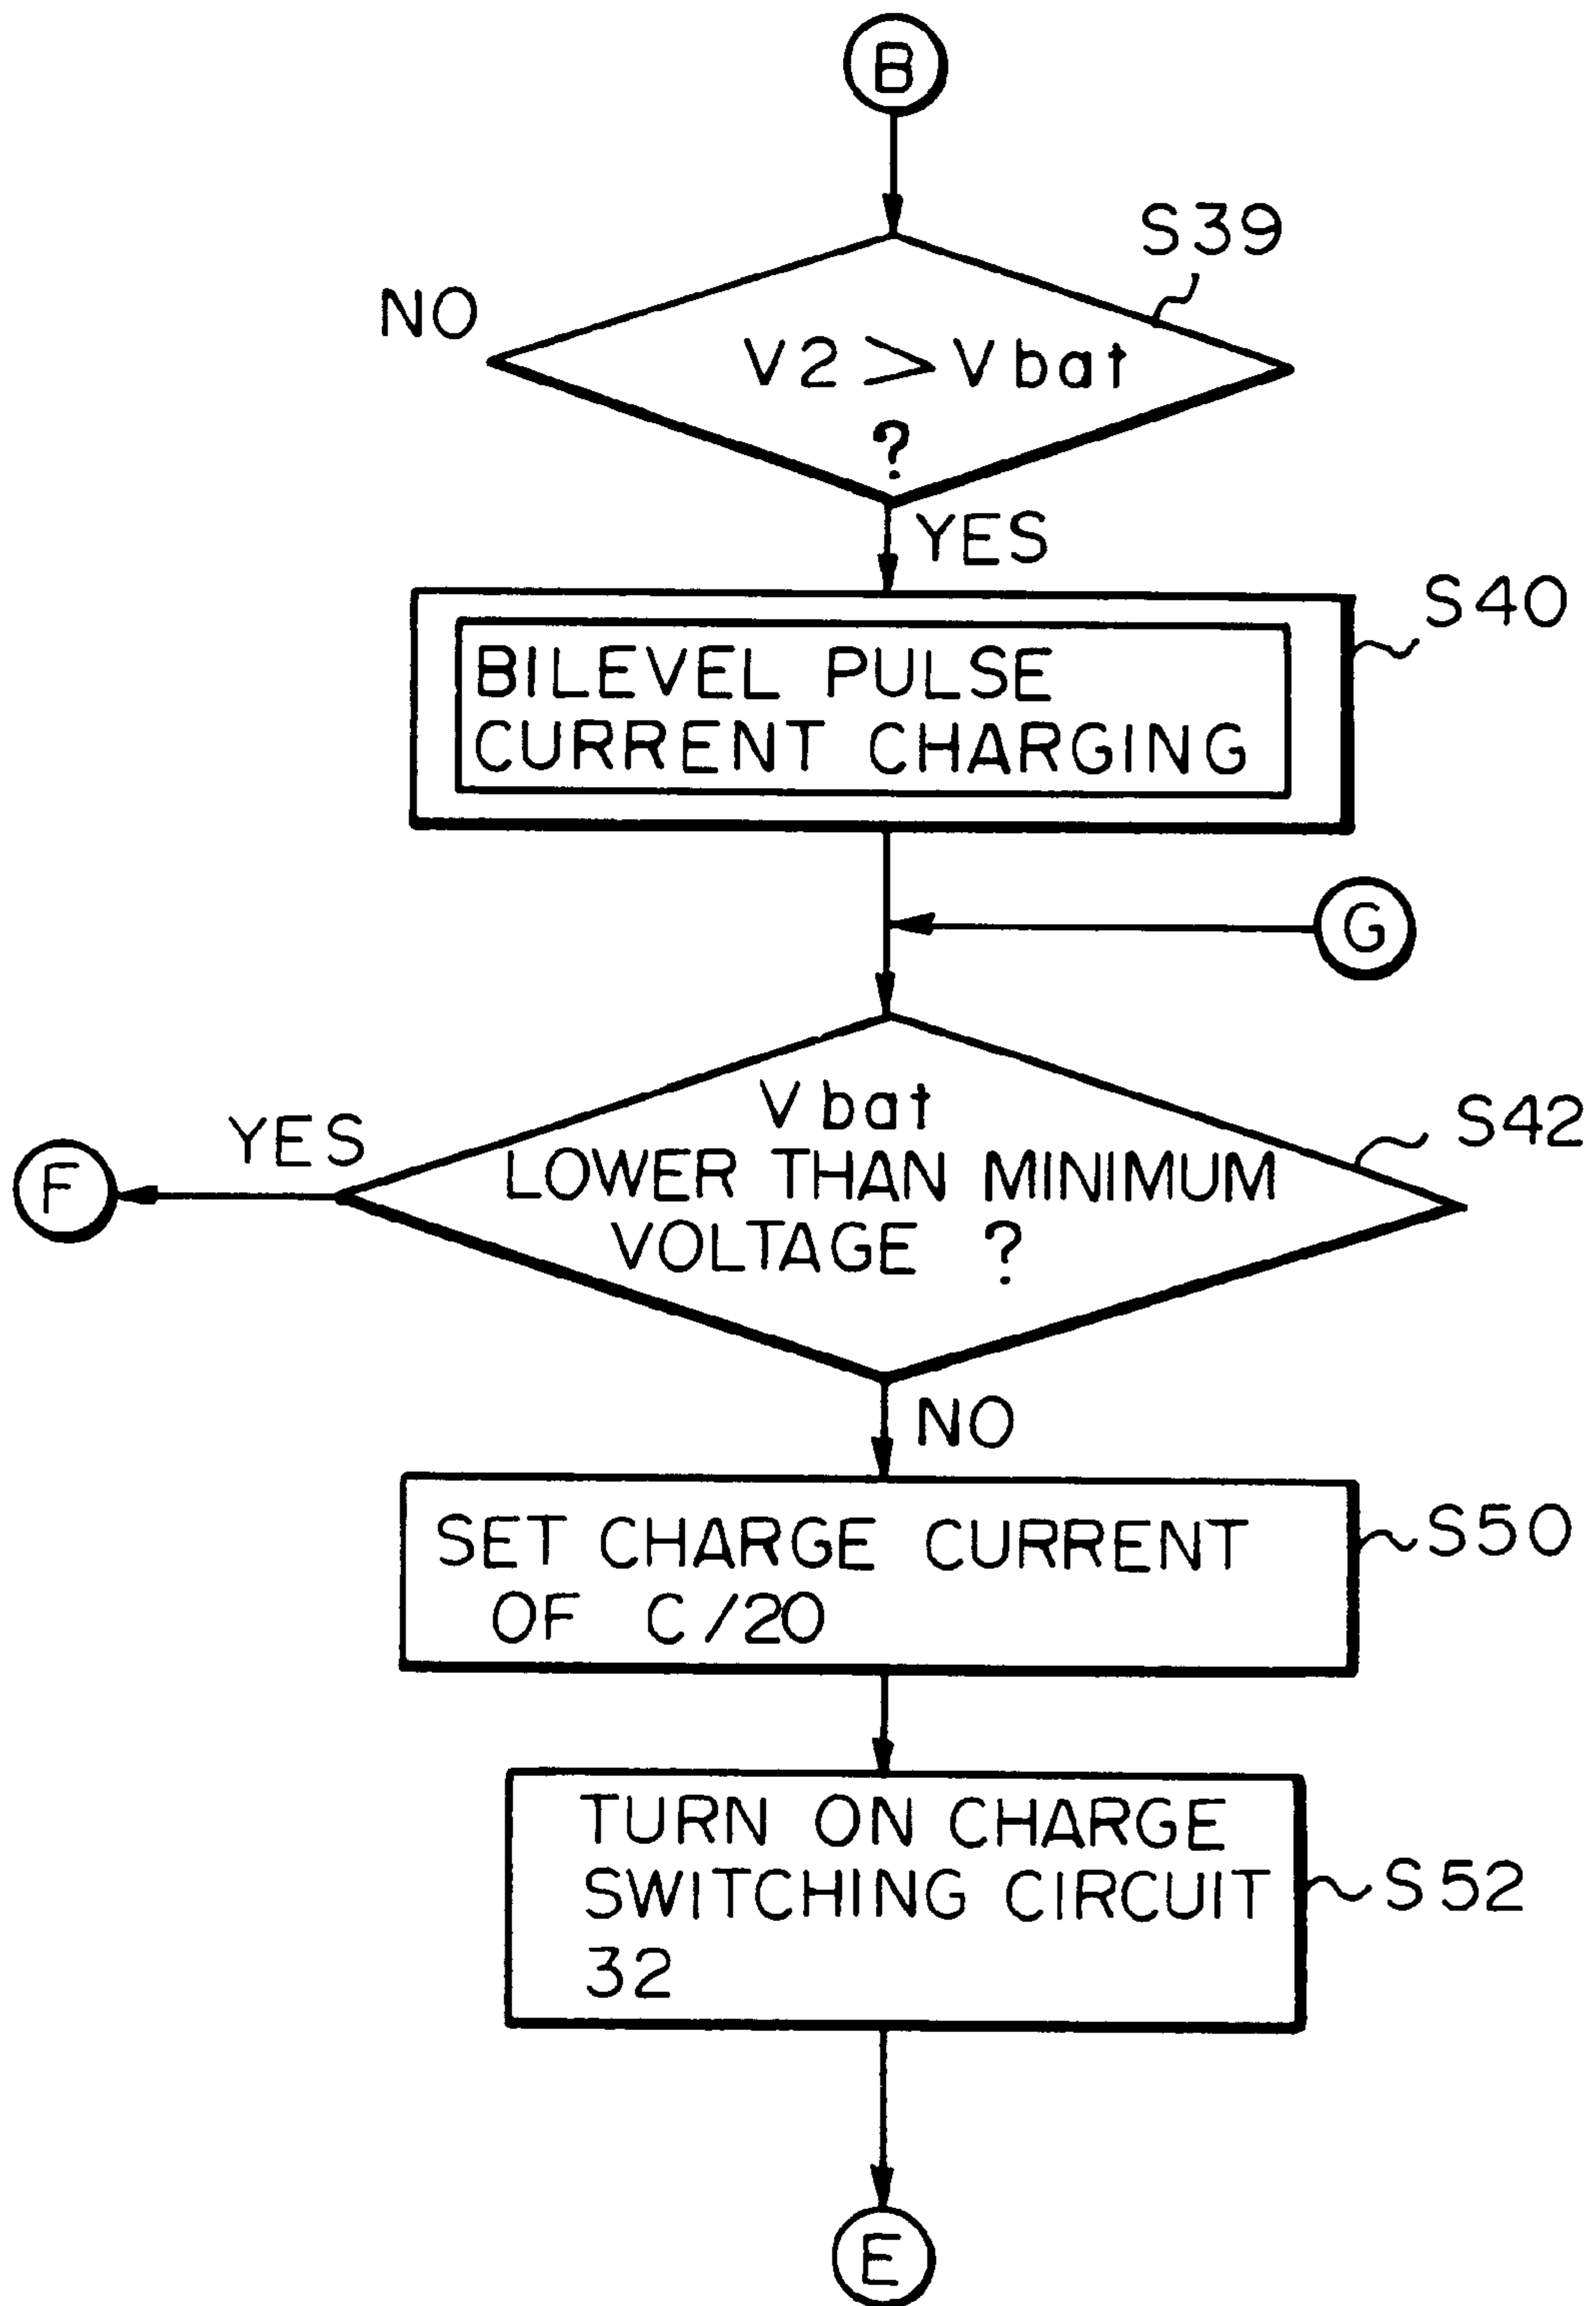 B
S39
NO
V2 > Vbat
?
YES
S40
BILEVEL PULSE
CURRENT CHARGING
G
Vbat
S42
YES
LOWER THAN MINIMUM
F
VOLTAGE ?
NO
SET CHARGE CURRENT
S50
OF C/20
TURN ON CHARGE
SWITCHING CIRCUIT
S52
32
E